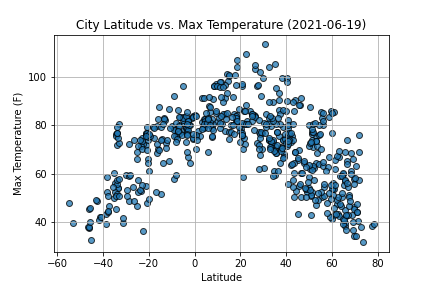 City Latitude vs. Max Temperature (2021-06-19)
Max Temperature (F)
100
80
60
40
−60 −40 −20 0 20 40 60 80
Latitude